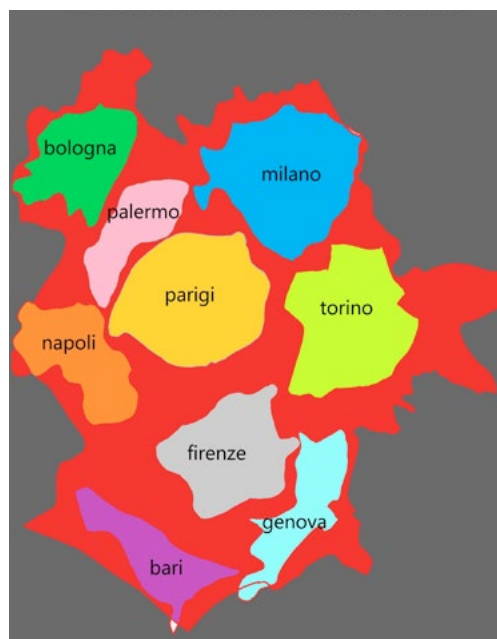 bologna
milano
palermo
parigi
torino
napoli
firenze
genova
bari